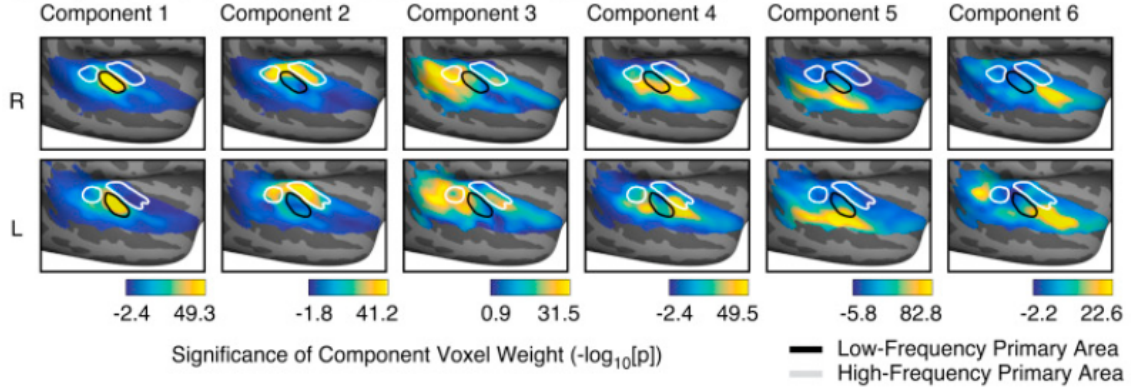 Component 1 Component 2 Component 3 Component 4 Component 5 Component 6
R
L
-2.4 49.3 -1.8 41.2 0.9 31.5 -2.4 49.5 -5.8 82.8 -2.2 22.6
Significance of Component Voxel Weight (-log10[p])
Low-Frequency Primary Area
High-Frequency Primary Area